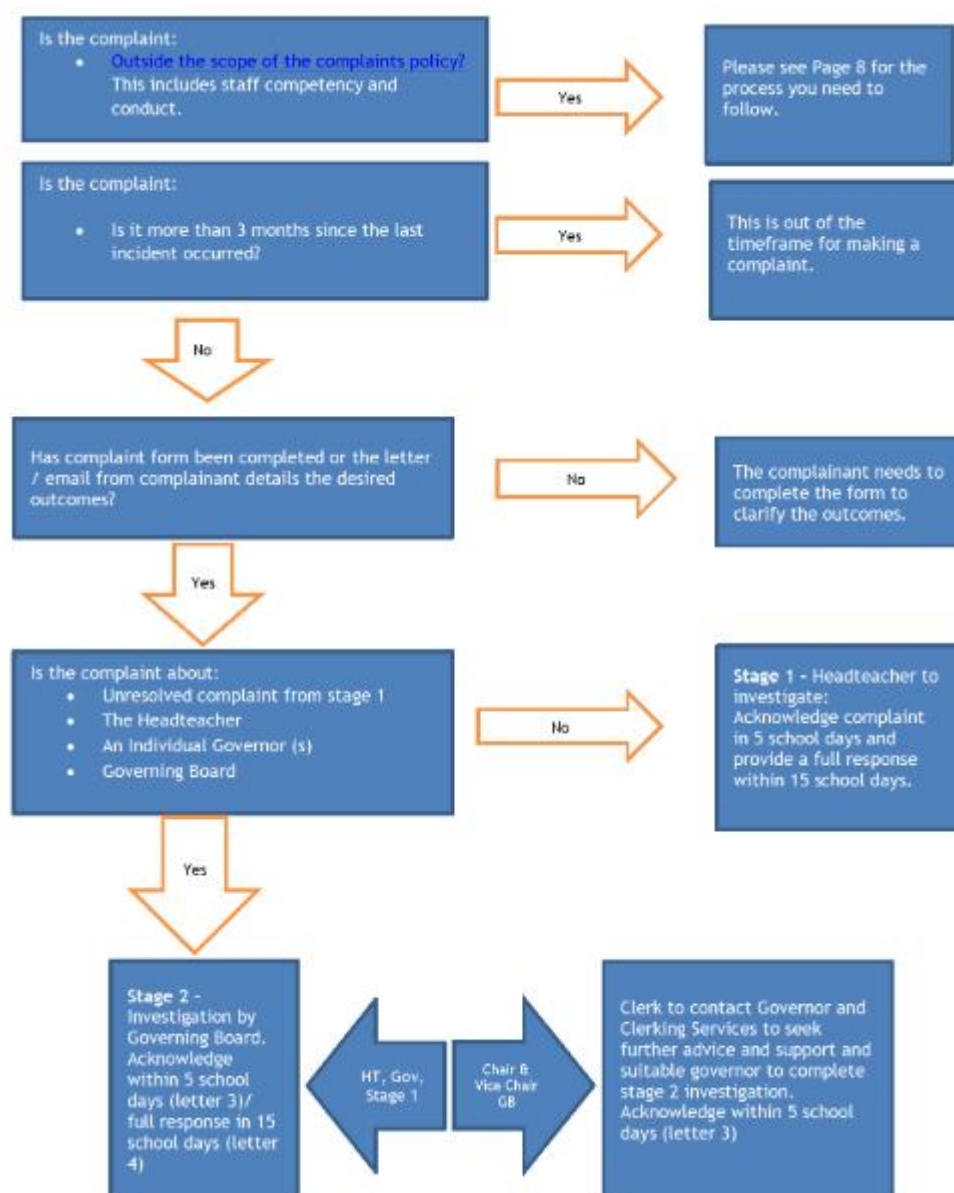 Is the complaint:
• Outside the scope of the complaints policy?
This includes staff competency and
conduct.
Yes
Please see Page 8 for the
process you need to
follow.
Is the complaint:
• Is it more than 3 months since the last
incident occurred?
Yes
This is out of the
timeframe for making a
complaint.
No
Has complaint form been completed or the letter
/ email from complainant details the desired
outcomes?
No
The complainant needs to
complete the form to
clarify the outcomes.
Yes
Is the complaint about:
• Unresolved complaint from stage 1
• The Headteacher
• An Individual Governor (s)
• Governing Board
No
Stage 1 - Headteacher to
investigate:
Acknowledge complaint
in 5 school days and
provide a full response
within 15 school days.
Yes
Stage 2 -
Investigation by
Governing Board.
Acknowledge
within 5 school
days (letter 3)/
full response in 15
school days (letter
4)
HT, Gov,
Stage 1
Chair &
Vice Chair
GB
Clerk to contact Governor and
Clerking Services to seek
further advice and support and
suitable governor to complete
stage 2 investigation.
Acknowledge within 5 school
days (letter 3)